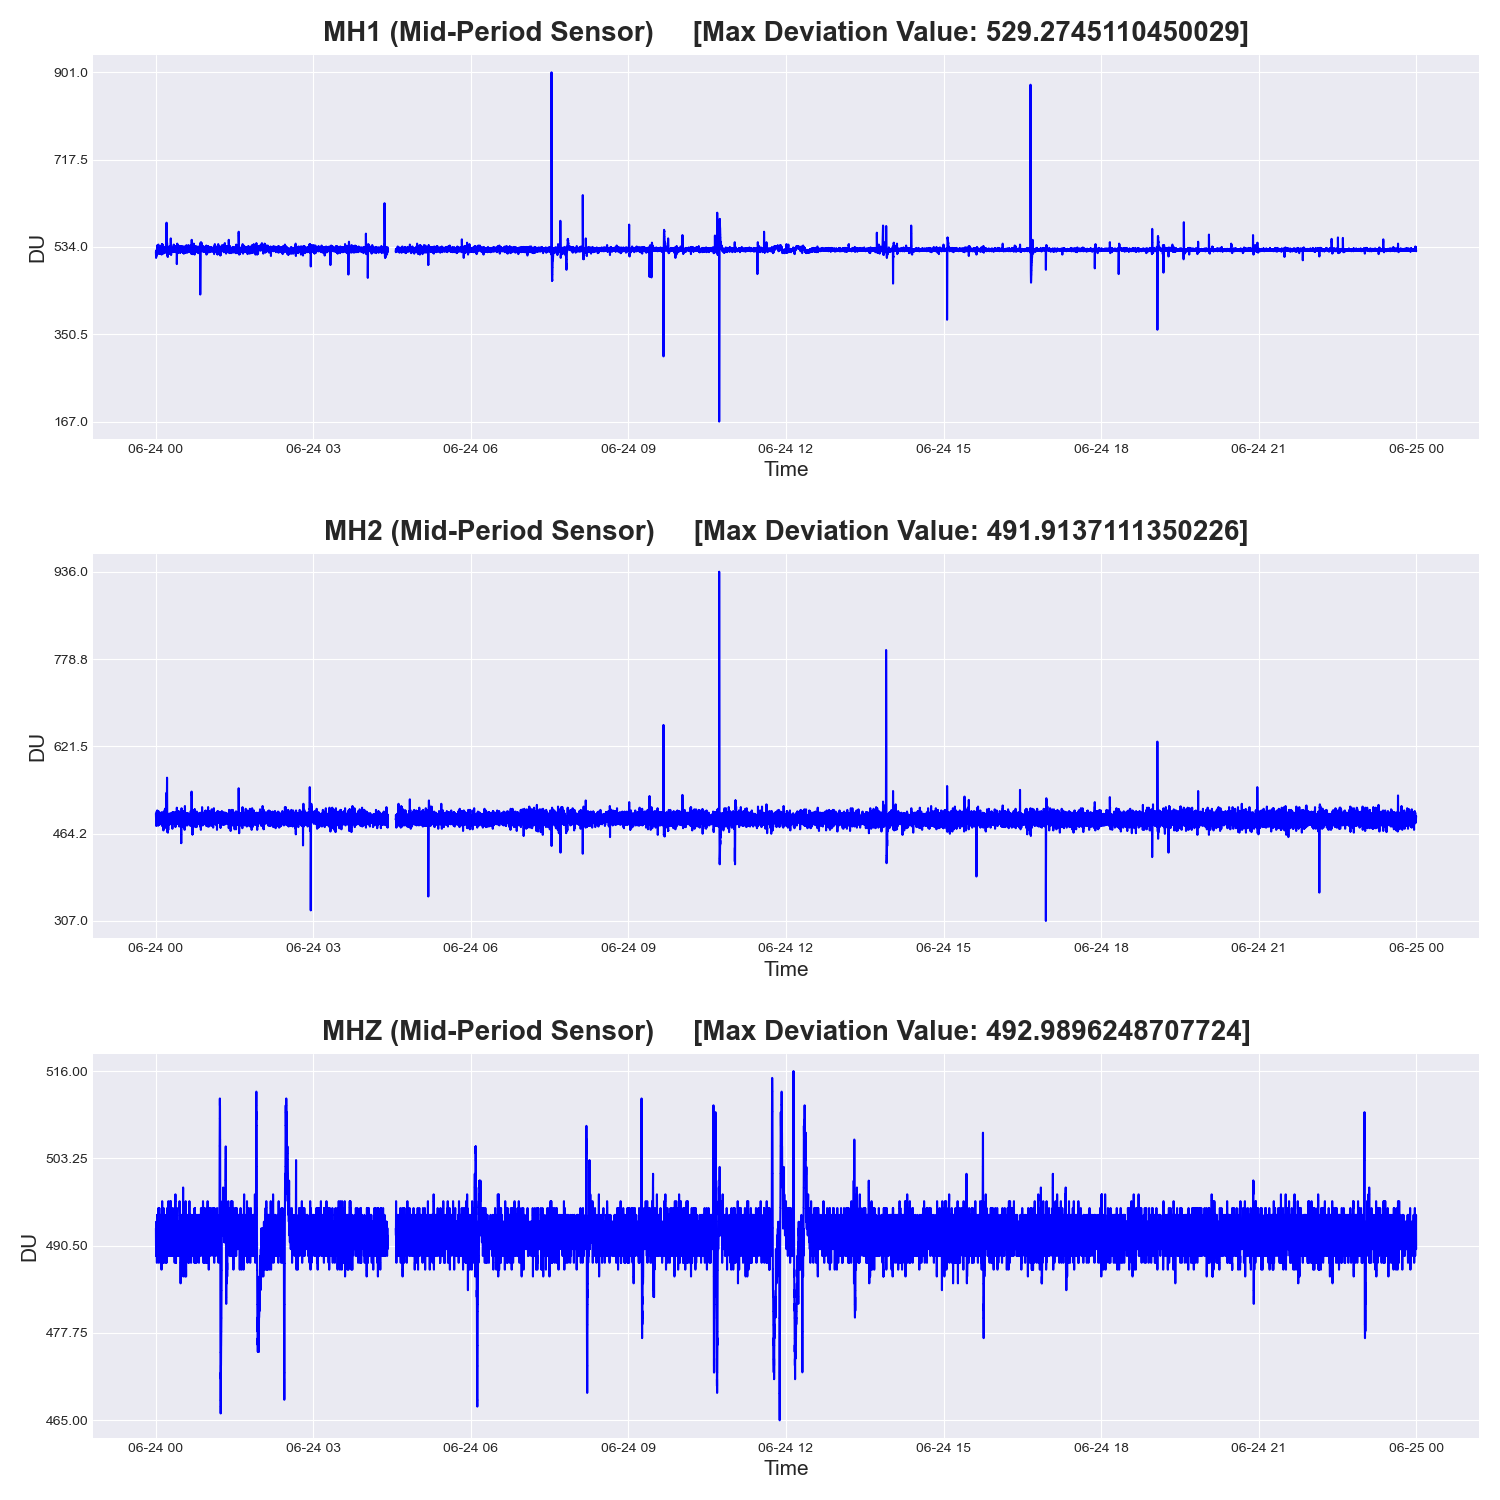 MH1 (Mid-Period Sensor) [Max Deviation Value: 529.2745110450029]
901.0
717.5
534.0
350.5
167.0
DU
06-24 00 06-24 03 06-24 06 06-24 09 06-24 12 06-24 15 06-24 18 06-24 21 06-25 00
Time
MH2 (Mid-Period Sensor) [Max Deviation Value: 491.9137111350226]
936.0
778.8
621.5
464.2
307.0
DU
06-24 00 06-24 03 06-24 06 06-24 09 06-24 12 06-24 15 06-24 18 06-24 21 06-25 00
Time
MHZ (Mid-Period Sensor) [Max Deviation Value: 492.9896248707724]
516.00
503.25
490.50
477.75
465.00
DU
06-24 00 06-24 03 06-24 06 06-24 09 06-24 12 06-24 15 06-24 18 06-24 21 06-25 00
Time